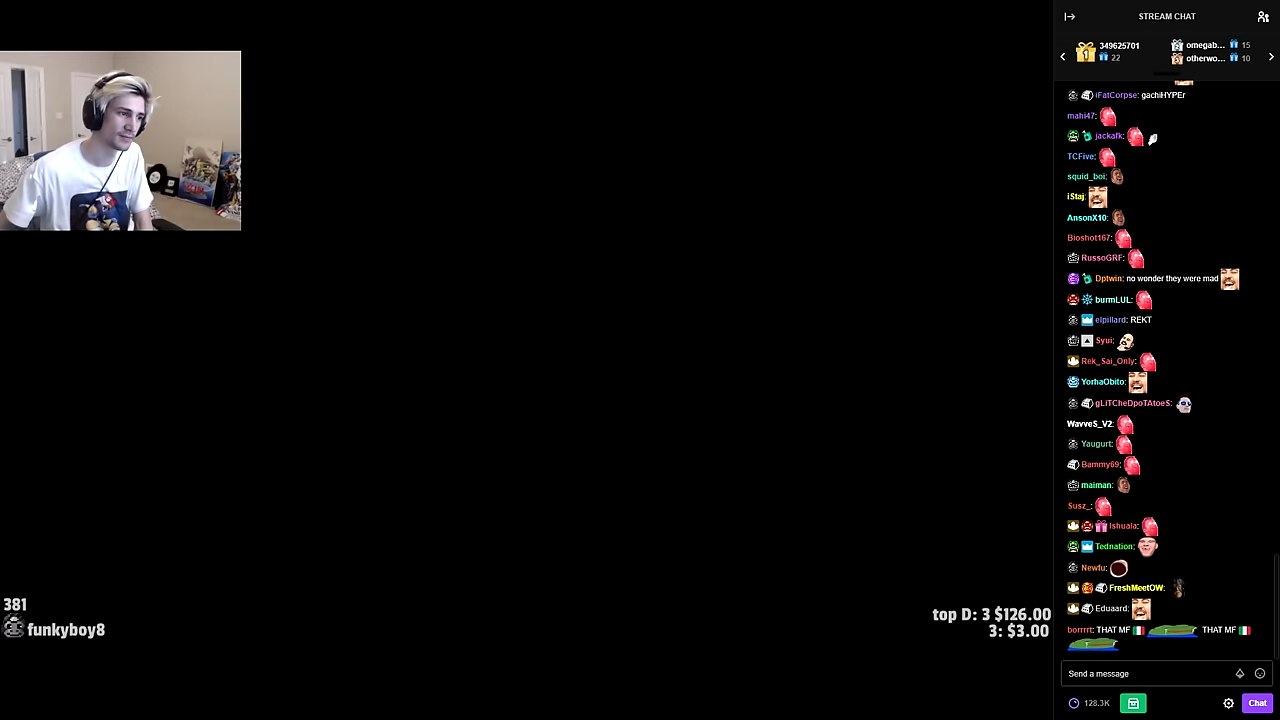 STREAM CHAT
349625701
22
omegab... 15
otherwo... 10
iFatCorpse: gachiHYPEr
mahi47:
jackafk:
TCFive:
squid_boi:
iStaj:
AnsonX10:
Bioshot167:
RussoGRF:
Dptwin: no wonder they were mad
burmLUL:
elpillard: REKT
Syui:
Rek_Sai_Only:
YorhaObito:
gLiTCheDpoTAtoeS:
WavveS_V2:
Yaugurt:
Bammy69:
maiman:
Susz_:
Ishuala:
Tednation:
Newfu:
FreshMeetOW:
Eduaard:
borrrrt: THAT MF THAT MF
Send a message
128.3K
Chat
381
funkyboy8
top D: 3 $126.00
3: $3.00